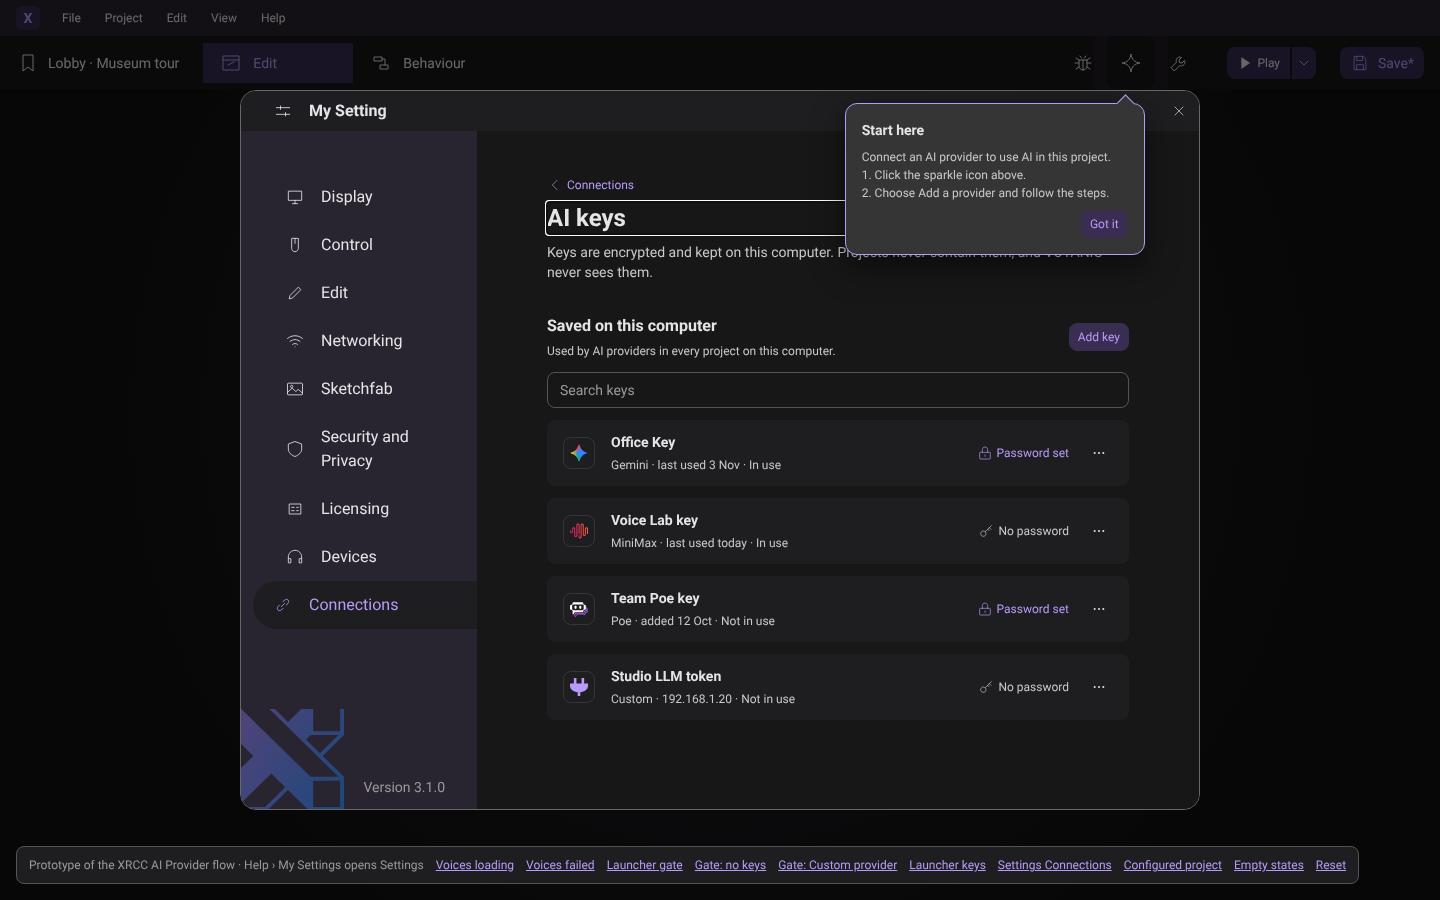 X File Project Edit View Help
Lobby · Museum tour Edit Behaviour Play Save*
My Setting
Start here
Connect an AI provider to use AI in this project.
1. Click the sparkle icon above.
2. Choose Add a provider and follow the steps.
Got it
Display
Control
Edit
Networking
Sketchfab
Security and
Privacy
Licensing
Devices
Connections
Version 3.1.0
Connections
AI keys
Keys are encrypted and kept on this computer.
never sees them.
Saved on this computer
Used by AI providers in every project on this computer.
Add key
Search keys
Office Key
Gemini · last used 3 Nov · In use
Password set
Voice Lab key
MiniMax · last used today · In use
No password
Team Poe key
Poe · added 12 Oct · Not in use
Password set
Studio LLM token
Custom · 192.168.1.20 · Not in use
No password
Prototype of the XRCC AI Provider flow · Help › My Settings opens Settings Voices loading Voices failed Launcher gate Gate: no keys Gate: Custom provider Launcher keys Settings Connections Configured project Empty states Reset